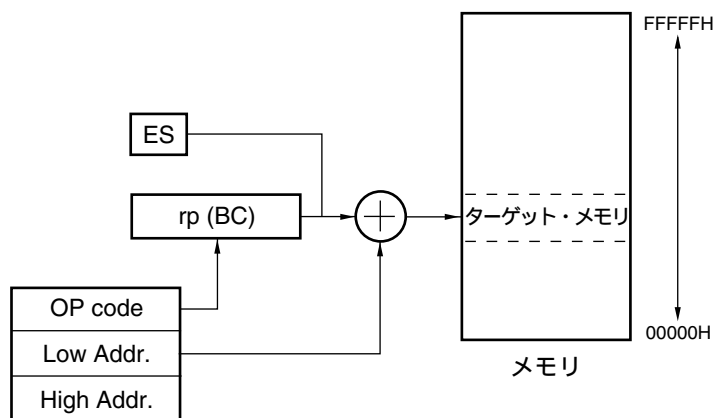 FFFFFH
ES
rp (BC)
ターゲット・メモリ
OP code
Low Addr.
High Addr.
00000H
メモリ